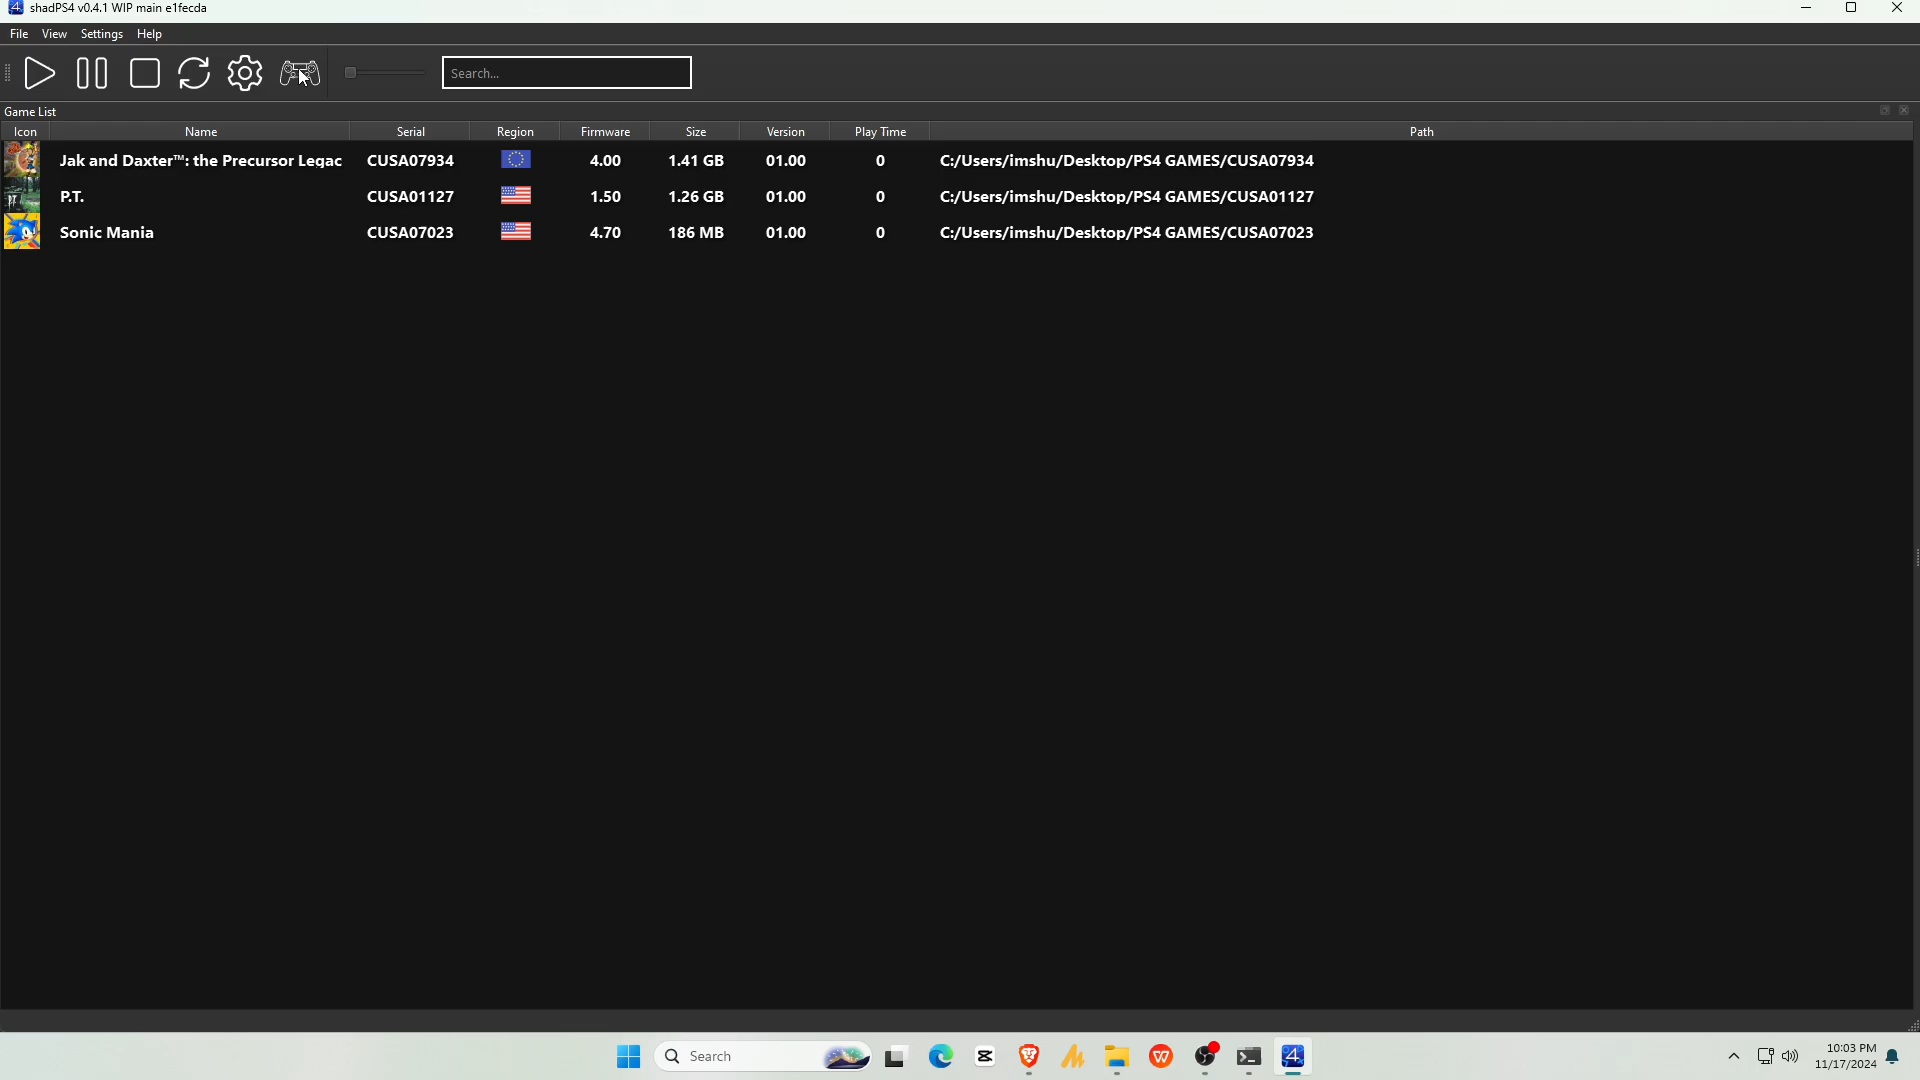 shadPS4 v0.4.1 WIP main e1fecda
File View Settings Help
Search...
Game List
Icon Name Serial Region Firmware Size Version Play Time Path
Jak and Daxter™: the Precursor Legac CUSA07934 4.00 1.41 GB 01.00 0 C:/Users/imshu/Desktop/PS4 GAMES/CUSA07934
P.T. CUSA01127 1.50 1.26 GB 01.00 0 C:/Users/imshu/Desktop/PS4 GAMES/CUSA01127
Sonic Mania CUSA07023 4.70 186 MB 01.00 0 C:/Users/imshu/Desktop/PS4 GAMES/CUSA07023
Search
10:03 PM
11/17/2024